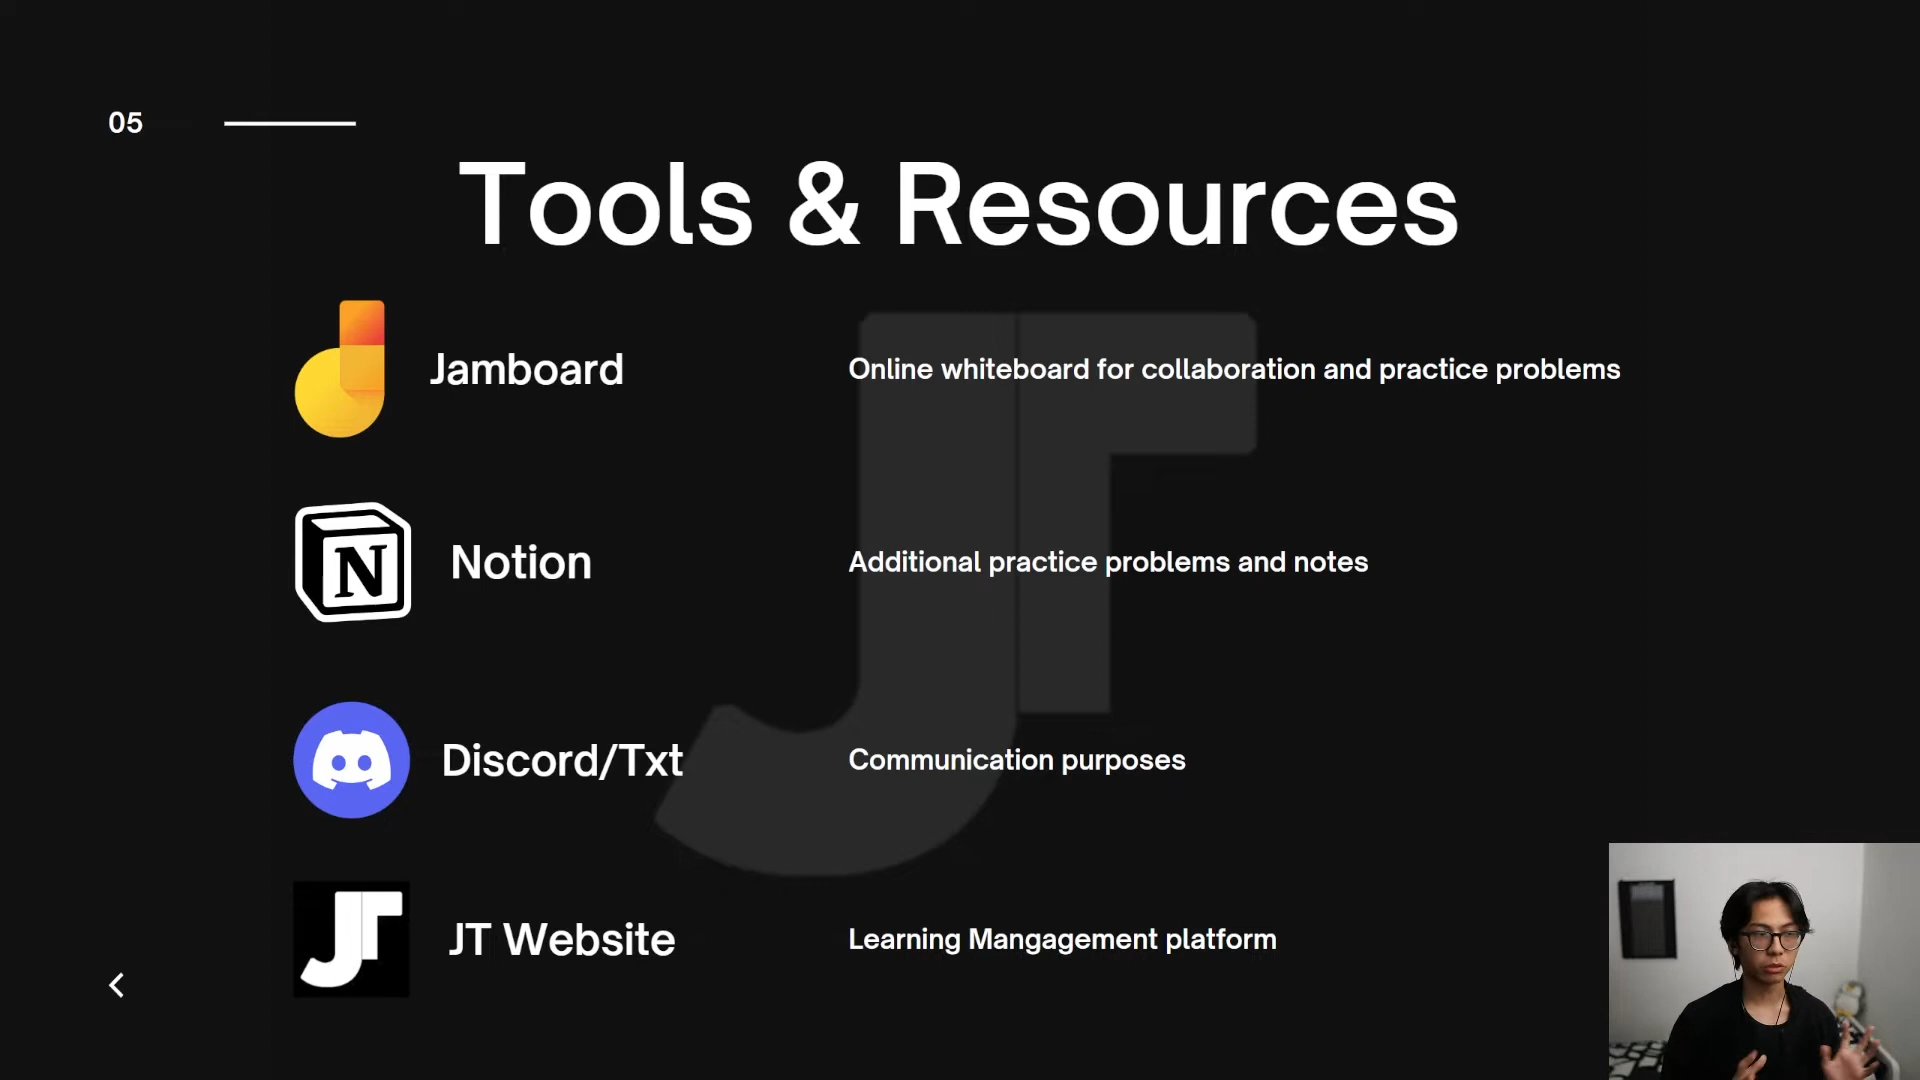 05
Tools & Resources
Jamboard
Online whiteboard for collaboration and practice problems
N
Notion
Additional practice problems and notes
Discord/Txt
Communication purposes
JT
JT Website
Learning Mangagement platform